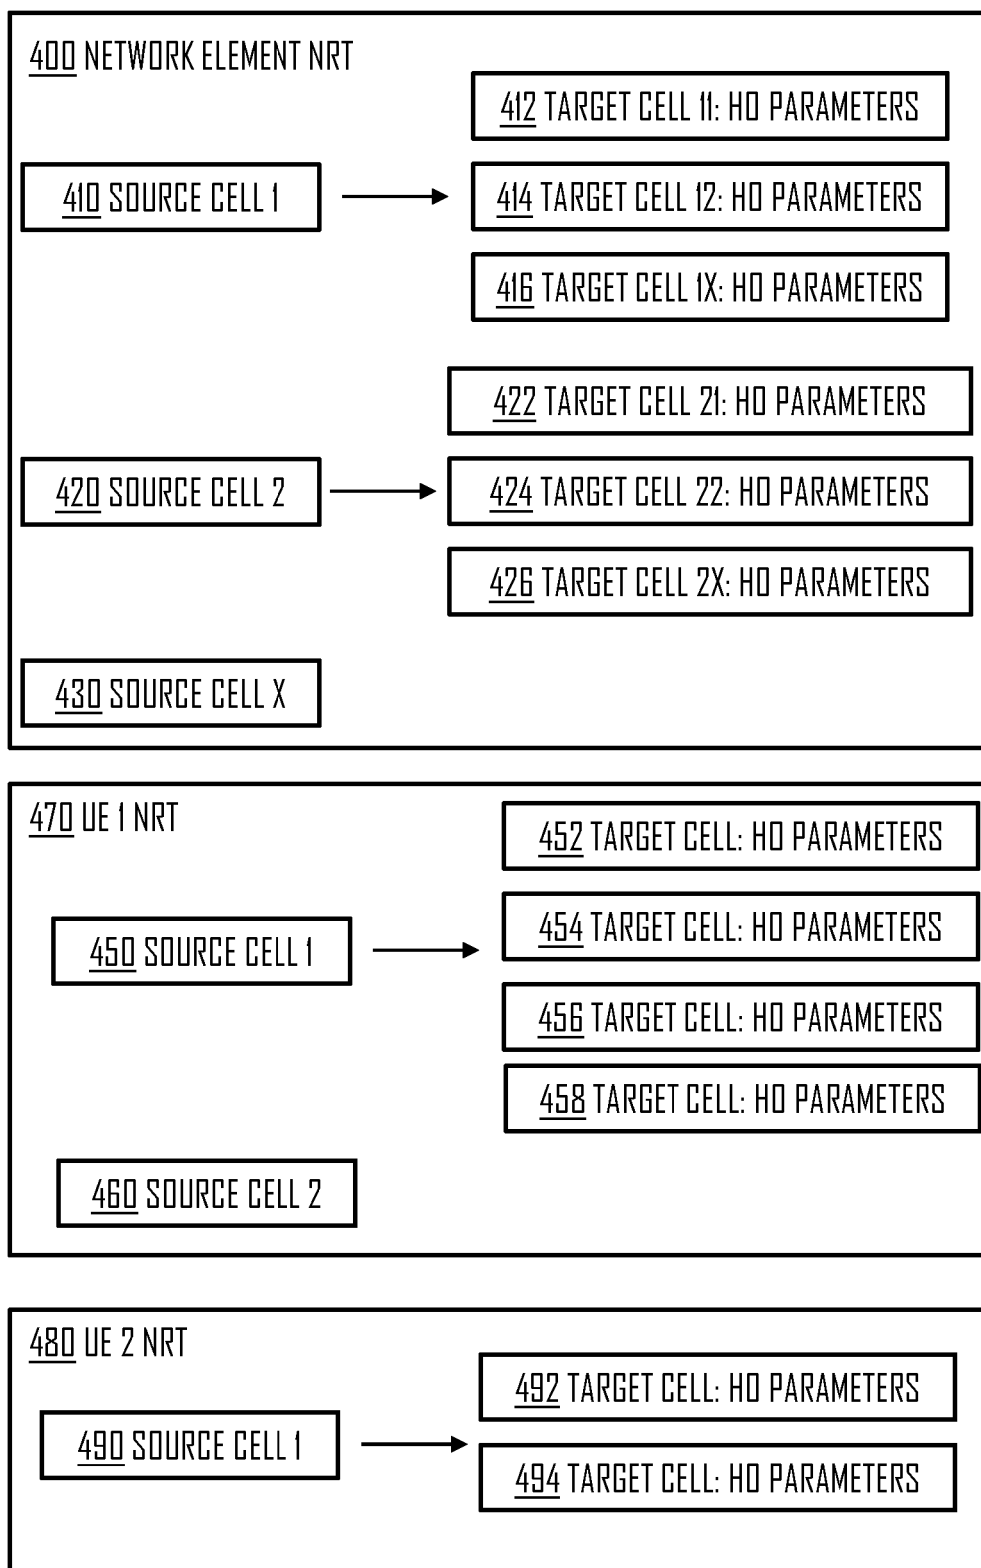 400 NETWORK ELEMENT NRT
412 TARGET CELL 11: HO PARAMETERS
410 SOURCE CELL 1
414 TARGET CELL 12: HO PARAMETERS
416 TARGET CELL 1X: HO PARAMETERS
422 TARGET CELL 21: HO PARAMETERS
420 SOURCE CELL 2
424 TARGET CELL 22: HO PARAMETERS
426 TARGET CELL 2X: HO PARAMETERS
430 SOURCE CELL X
470 UE 1 NRT
452 TARGET CELL: HO PARAMETERS
454 TARGET CELL: HO PARAMETERS
450 SOURCE CELL 1
456 TARGET CELL: HO PARAMETERS
458 TARGET CELL: HO PARAMETERS
460 SOURCE CELL 2
480 UE 2 NRT
492 TARGET CELL: HO PARAMETERS
490 SOURCE CELL 1
494 TARGET CELL: HO PARAMETERS